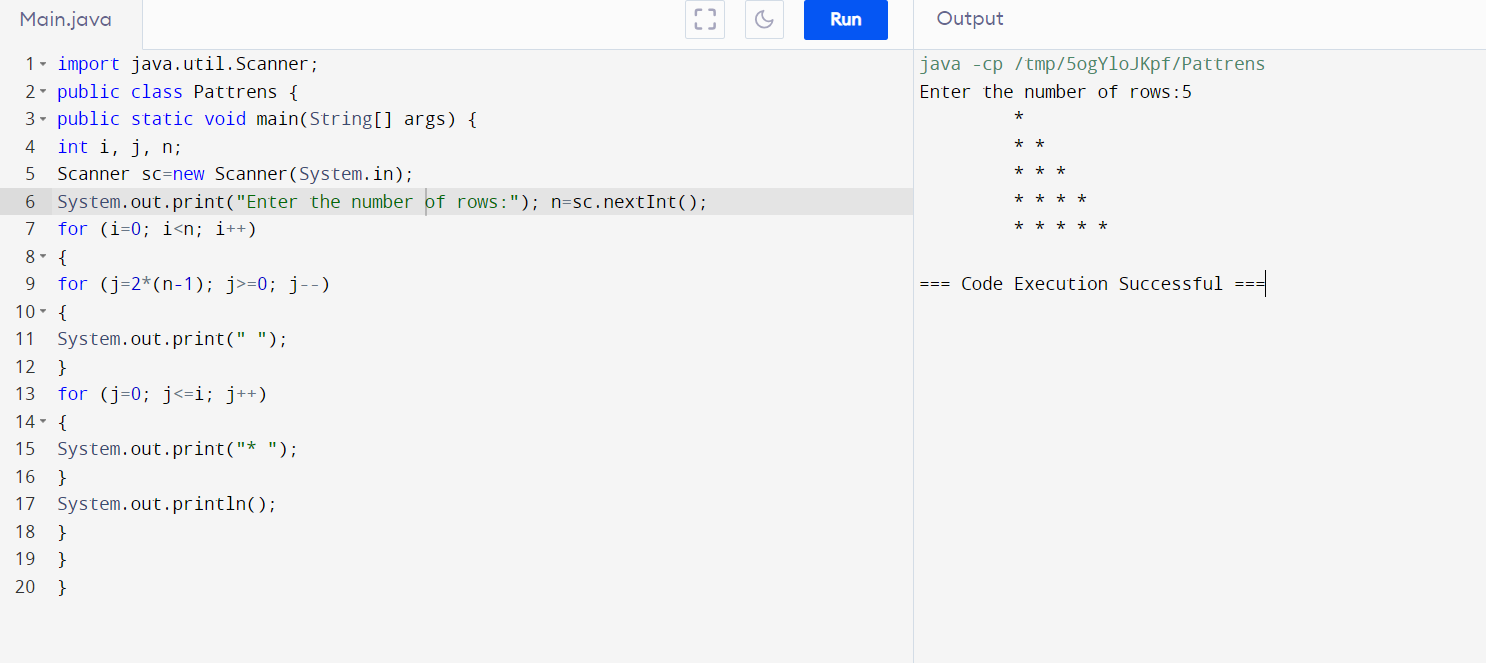 Main.java
Run
Output
1 import java.util.Scanner;
2 public class Pattrens {
3 public static void main(String[] args) {
4 int i, j, n;
5 Scanner sc=new Scanner(System.in);
6 System.out.print("Enter the number of rows:"); n=sc.nextInt();
7 for (i=0; i<n; i++)
8 {
9 for (j=2*(n-1); j>=0; j--)
10 {
11 System.out.print(" ");
12 }
13 for (j=0; j<=i; j++)
14 {
15 System.out.print("* ");
16 }
17 System.out.println();
18 }
19 }
20 }
java -cp /tmp/5ogYloJKpf/Pattrens
Enter the number of rows:5
*
* *
* * *
* * * *
* * * * *
=== Code Execution Successful ===